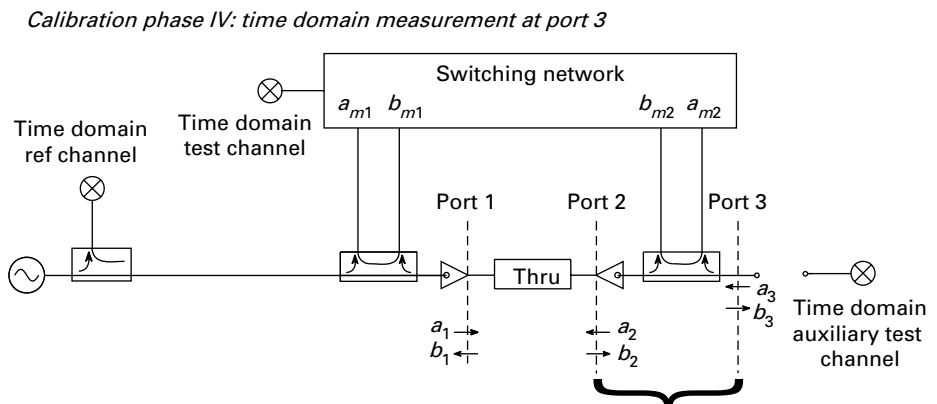 Calibration phase IV: time domain measurement at port 3
Switching network
a_m1 b_m1 b_m2 a_m2
Time domain
test channel
Time domain
ref channel
Port 1 Port 2 Port 3
Thru
a_1
b_1
a_2
b_2
a_3
b_3
Time domain
auxiliary test
channel